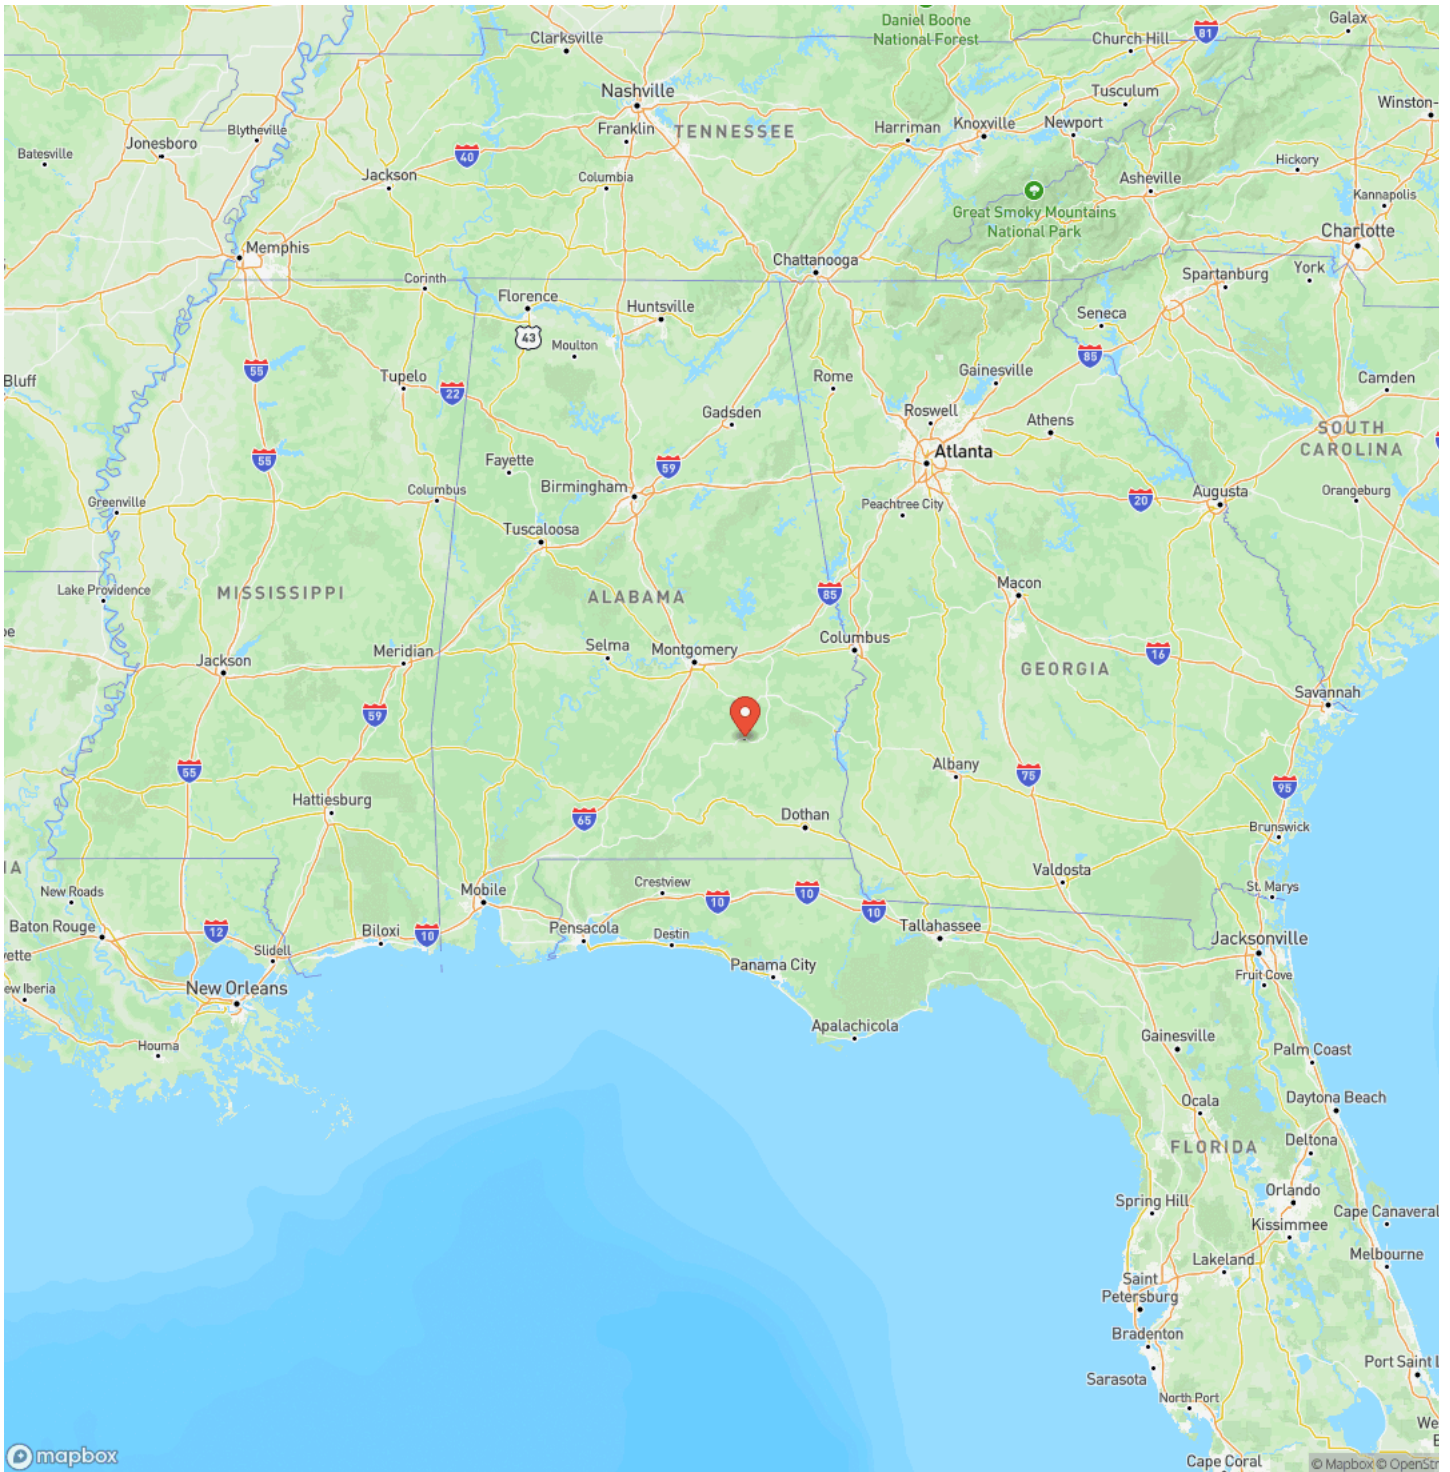 Daniel Boone
National Forest
81
Galax
Clarksville
Church Hill
Nashville
Tusculum
Winston-
Blytheville
Franklin
TENNESSEE
Harriman
Knoxville
Newport
Jonesboro
Batesville
40
Jackson
Columbia
Hickory
Asheville
Kannapolis
Great Smoky Mountains
National Park
Charlotte
Memphis
Chattanooga
Spartanburg
York
Corinth
Florence
Huntsville
Seneca
43
Moulton
85
55
Bluff
Tupelo
22
Rome
Gainesville
Camden
Gadsden
Roswell
Athens
SOUTH
CAROLINA
55
Fayette
59
Atlanta
Columbus
Birmingham
Greenville
Peachtree City
20
Augusta
Orangeburg
Tuscaloosa
Lake Providence
MISSISSIPPI
ALABAMA
85
Macon
oe
Jackson
Meridian
Selma
Montgomery
Columbus
16
GEORGIA
Savannah
59
55
Albany
75
95
Hattiesburg
65
Dothan
Brunswick
IA
New Roads
Mobile
Crestview
10
10
10
Valdosta
St. Marys
Baton Rouge
12
Biloxi
10
Pensacola
Destin
Tallahassee
Jacksonville
yette
Slidell
Panama City
Fruit Cove
ew Iberia
New Orleans
Apalachicola
Gainesville
Houma
Palm Coast
Ocala
Daytona Beach
FLORIDA
Deltona
Spring Hill
Orlando
Cape Canaveral
Kissimmee
Lakeland
Melbourne
Saint
Petersburg
Bradenton
Sarasota
Port Saint L
North Port
We
Cape Coral
mapbox
© Mapbox © OpenStr